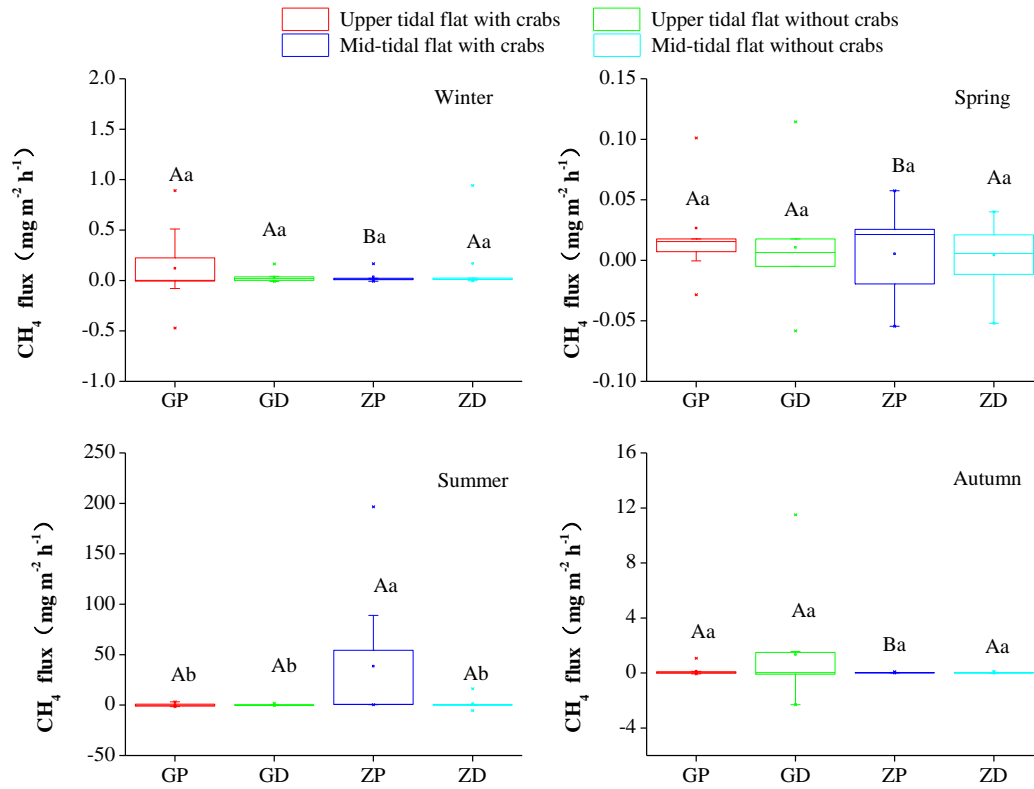 Upper tidal flat with crabs
Upper tidal flat without crabs
Mid-tidal flat with crabs
Mid-tidal flat without crabs
CH4 flux（mg m-2 h-1）
2.0
1.5
1.0
0.5
0.0
-0.5
-1.0
Winter
Aa
Aa
Ba
Aa
GP
GD
ZP
ZD
CH4 flux（mg m-2 h-1）
0.15
0.10
0.05
0.00
-0.05
-0.10
Spring
Aa
Aa
Ba
Aa
GP
GD
ZP
ZD
CH4 flux（mg m-2 h-1）
250
200
150
100
50
0
-50
Summer
Ab
Ab
Aa
Ab
GP
GD
ZP
ZD
CH4 flux（mg m-2 h-1）
16
12
8
4
0
-4
Autumn
Aa
Aa
Ba
Aa
GP
GD
ZP
ZD